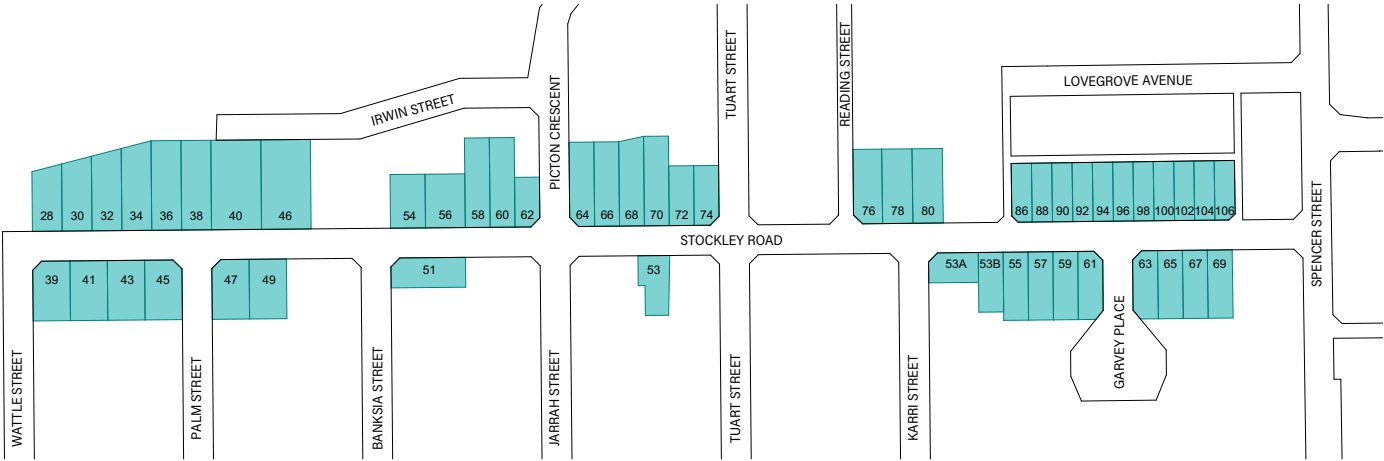 LOVEGROVE AVENUE
IRWIN STREET
PICTON CRESCENT
TUART STREET
READING STREET
28 30 32 34 36 38 40 46
54 56 58 60 62
64 66 68 70 72 74
76 78 80
86 88 90 92 94 96 98 100 102 104 106
STOCKLEY ROAD
SPENCER STREET
39 41 43 45
47 49
51
53
53A 53B 55 57 59 61
63 65 67 69
WATTLE STREET
PALM STREET
BANKSIA STREET
JARRAH STREET
TUART STREET
KARRI STREET
GARVEY PLACE